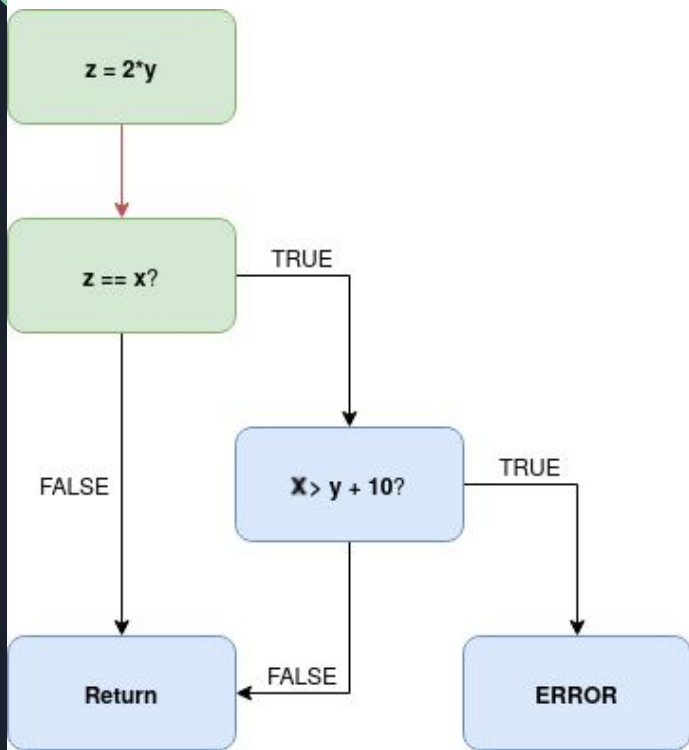 z = 2*y
z == x?
TRUE
X > y + 10?
TRUE
FALSE
Return
FALSE
ERROR